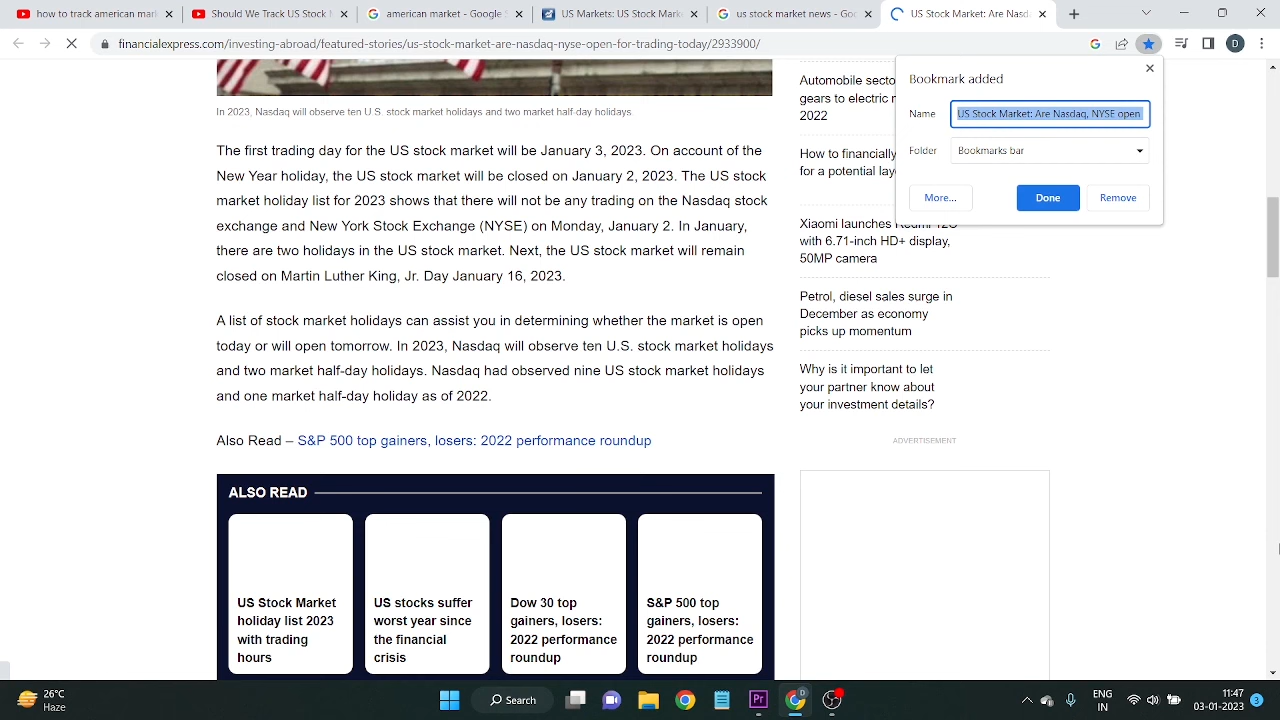 how to track american mar
Should We Track US Stock M
american market - Google S
US Markets: US Stock Marke
us stock market news - Goo
US Stock Market: Are Nasda
financialexpress.com/investing-abroad/featured-stories/us-stock-market-are-nasdaq-nyse-open-for-trading-today/2933900/
D
Bookmark added
Name
US Stock Market: Are Nasdaq, NYSE open
Folder
Bookmarks bar
More...
Done
Remove
In 2023, Nasdaq will observe ten U.S. stock market holidays and two market half-day holidays.
The first trading day for the US stock market will be January 3, 2023. On account of the
New Year holiday, the US stock market will be closed on January 2, 2023. The US stock
market holiday list for 2023 shows that there will not be any trading on the Nasdaq stock
exchange and New York Stock Exchange (NYSE) on Monday, January 2. In January,
there are two holidays in the US stock market. Next, the US stock market will remain
closed on Martin Luther King, Jr. Day January 16, 2023.
A list of stock market holidays can assist you in determining whether the market is open
today or will open tomorrow. In 2023, Nasdaq will observe ten U.S. stock market holidays
and two market half-day holidays. Nasdaq had observed nine US stock market holidays
and one market half-day holiday as of 2022.
Also Read – S&P 500 top gainers, losers: 2022 performance roundup
ALSO READ
US Stock Market
holiday list 2023
with trading
hours
US stocks suffer
worst year since
the financial
crisis
Dow 30 top
gainers, losers:
2022 performance
roundup
S&P 500 top
gainers, losers:
2022 performance
roundup
Automobile secto
gears to electric
2022
How to financially
for a potential lay
Xiaomi launches
with 6.71-inch HD+ display,
50MP camera
Petrol, diesel sales surge in
December as economy
picks up momentum
Why is it important to let
your partner know about
your investment details?
ADVERTISEMENT
26°C
Haze
Search
Pr
D
ENG
IN
11:47
03-01-2023
3